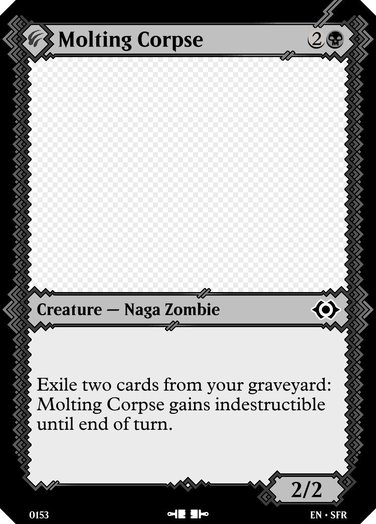 Molting Corpse 2
Creature — Naga Zombie
Exile two cards from your graveyard:
Molting Corpse gains indestructible
until end of turn.
2/2
0153 EN • SFR